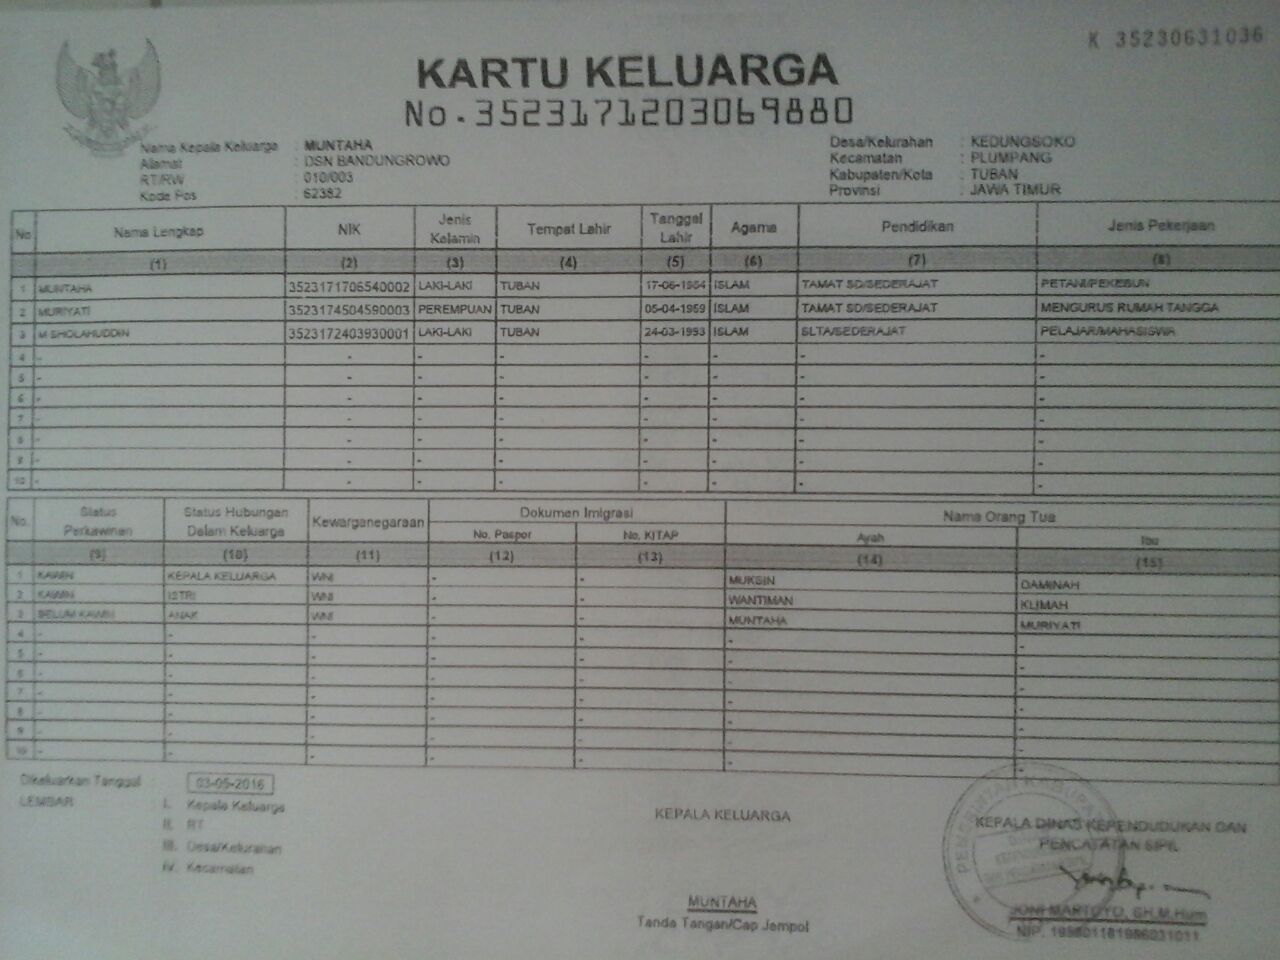 K 35230631036
KARTU KELUARGA
No. 3523171203069880
Nama Kepala Keluarga : MUNTAHA
Alamat : DSN BANDUNGROWO
RT/RW : 010/003
Kode Pos : 62382
Desa/Kelurahan : KEDUNGSOKO
Kecamatan : PLUMPANG
Kabupaten/Kota : TUBAN
Provinsi : JAWA TIMUR
No Nama Lengkap NIK Jenis Kelamin Tempat Lahir Tanggal Lahir Agama Pendidikan Jenis Pekerjaan
(1) (2) (3) (4) (5) (6) (7) (8)
1 MUNTAHA 3523171706540002 LAKI-LAKI TUBAN 17-06-1954 ISLAM TAMAT SD/SEDERAJAT PETANI/PEKEBUN
2 MURIYATI 3523174504590003 PEREMPUAN TUBAN 05-04-1959 ISLAM TAMAT SD/SEDERAJAT MENGURUS RUMAH TANGGA
3 M SHOLAHUDDIN 3523172403930001 LAKI-LAKI TUBAN 24-03-1993 ISLAM SLTA/SEDERAJAT PELAJAR/MAHASISWA
4 - - - - - - - -
5 - - - - - - - -
6 - - - - - - - -
7 - - - - - - - -
8 - - - - - - - -
9 - - - - - - - -
10 - - - - - - - -
No. Status Perkawinan Status Hubungan Dalam Keluarga Kewarganegaraan Dokumen Imigrasi Nama Orang Tua
No. Paspor No. KITAP Ayah Ibu
(9) (10) (11) (12) (13) (14) (15)
1 KAWIN KEPALA KELUARGA WNI - - MUKSIN DAMINAH
2 KAWIN ISTRI WNI - - WANTIMAN KLIMAH
3 BELUM KAWIN ANAK WNI - - MUNTAHA MURIYATI
4 - - - - - - -
5 - - - - - - -
6 - - - - - - -
7 - - - - - - -
8 - - - - - - -
9 - - - - - - -
10 - - - - - - -
Dikeluarkan Tanggal : 03-05-2016
LEMBAR : I. Kepala Keluarga
II. RT
III. Desa/Kelurahan
IV. Kecamatan
KEPALA KELUARGA
MUNTAHA
Tanda Tangan/Cap Jempol
PEMERINTAH KABUPA
KEPALA DINAS KEPENDUDUKAN DAN
PENCATATAN SIPIL
JONI MARTOYO, SH.M.Hum
NIP.